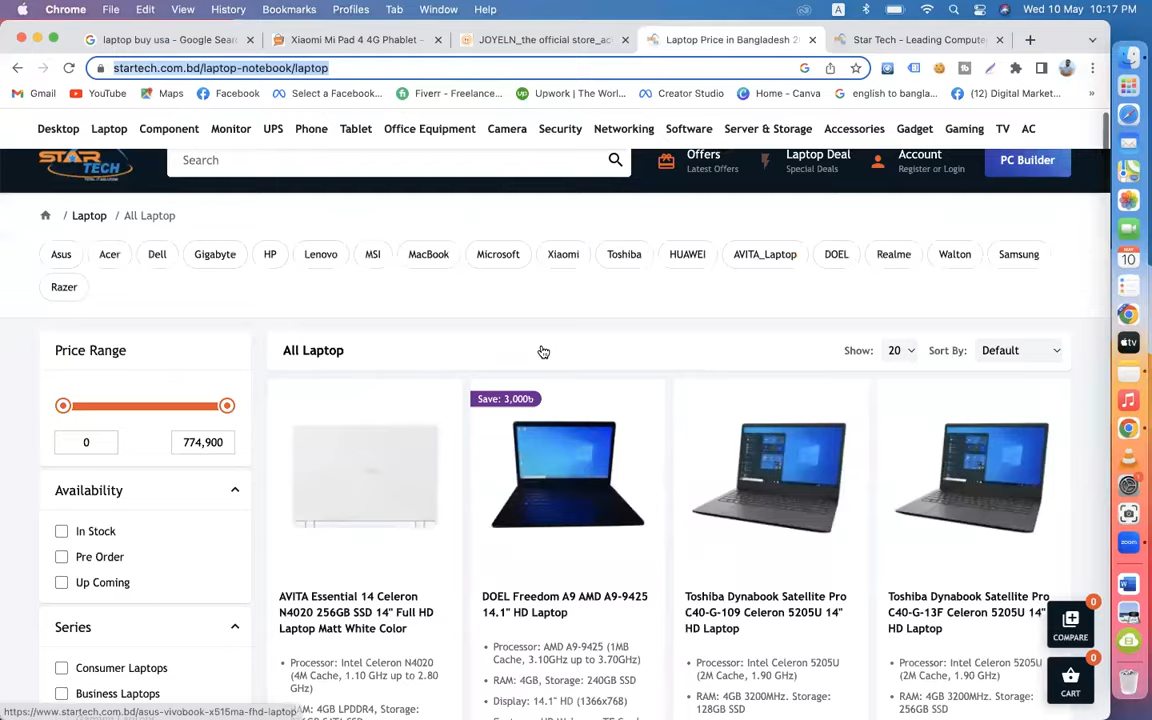 Chrome File Edit View History Bookmarks Profiles Tab Window Help A Wed 10 May 10:17 PM
laptop buy usa - Google Sear Xiaomi Mi Pad 4 4G Phablet - JOYELN_the official store_ac Laptop Price in Bangladesh 2 Star Tech - Leading Compute
startech.com.bd/laptop-notebook/laptop
Gmail YouTube Maps Facebook Select a Facebook... Fiverr - Freelance... Upwork | The Worl... Creator Studio Home - Canva english to bangla... (12) Digital Market... »
Desktop Laptop Component Monitor UPS Phone Tablet Office Equipment Camera Security Networking Software Server & Storage Accessories Gadget Gaming TV AC
STAR TECH
Search
Offers
Latest Offers
Laptop Deal
Special Deals
Account
Register or Login
PC Builder
/ Laptop / All Laptop
Asus Acer Dell Gigabyte HP Lenovo MSI MacBook Microsoft Xiaomi Toshiba HUAWEI AVITA_Laptop DOEL Realme Walton Samsung
Razer
Price Range
0 774,900
Availability
In Stock
Pre Order
Up Coming
Series
Consumer Laptops
Business Laptops
All Laptop
Show: 20 Sort By: Default
Save: 3,000৳
AVITA Essential 14 Celeron
N4020 256GB SSD 14" Full HD
Laptop Matt White Color
• Processor: Intel Celeron N4020
(4M Cache, 1.10 GHz up to 2.80
GHz)
RAM: 4GB LPDDR4, Storage:
DOEL Freedom A9 AMD A9-9425
14.1" HD Laptop
• Processor: AMD A9-9425 (1MB
Cache, 3.10GHz up to 3.70GHz)
• RAM: 4GB, Storage: 240GB SSD
• Display: 14.1" HD (1366x768)
Toshiba Dynabook Satellite Pro
C40-G-109 Celeron 5205U 14"
HD Laptop
• Processor: Intel Celeron 5205U
(2M Cache, 1.90 GHz)
• RAM: 4GB 3200MHz. Storage:
128GB SSD
Toshiba Dynabook Satellite Pro
C40-G-13F Celeron 5205U 14"
HD Laptop
• Processor: Intel Celeron 5205U
(2M Cache, 1.90 GHz)
• RAM: 4GB 3200MHz, Storage:
256GB SSD
0
COMPARE
0
CART
https://www.startech.com.bd/asus-vivobook-x515ma-fhd-laptop
MAY
10
tv
zoom
W